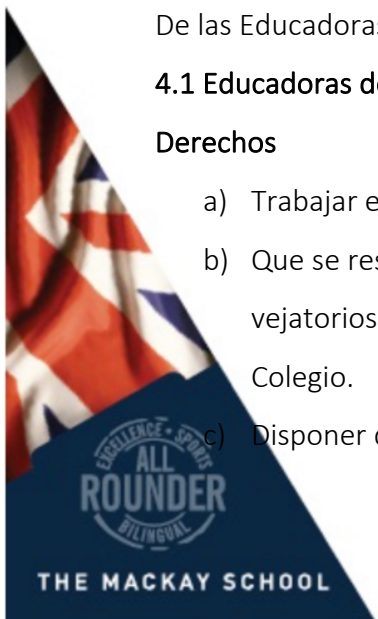 De las Educadoras
4.1 Educadoras de
Derechos
a) Trabajar e
b) Que se res
vejatorios
Colegio.
c) Disponer d
EXCELLENCE • SPORTS
ALL
ROUNDER
BILINGUAL
THE MACKAY SCHOOL